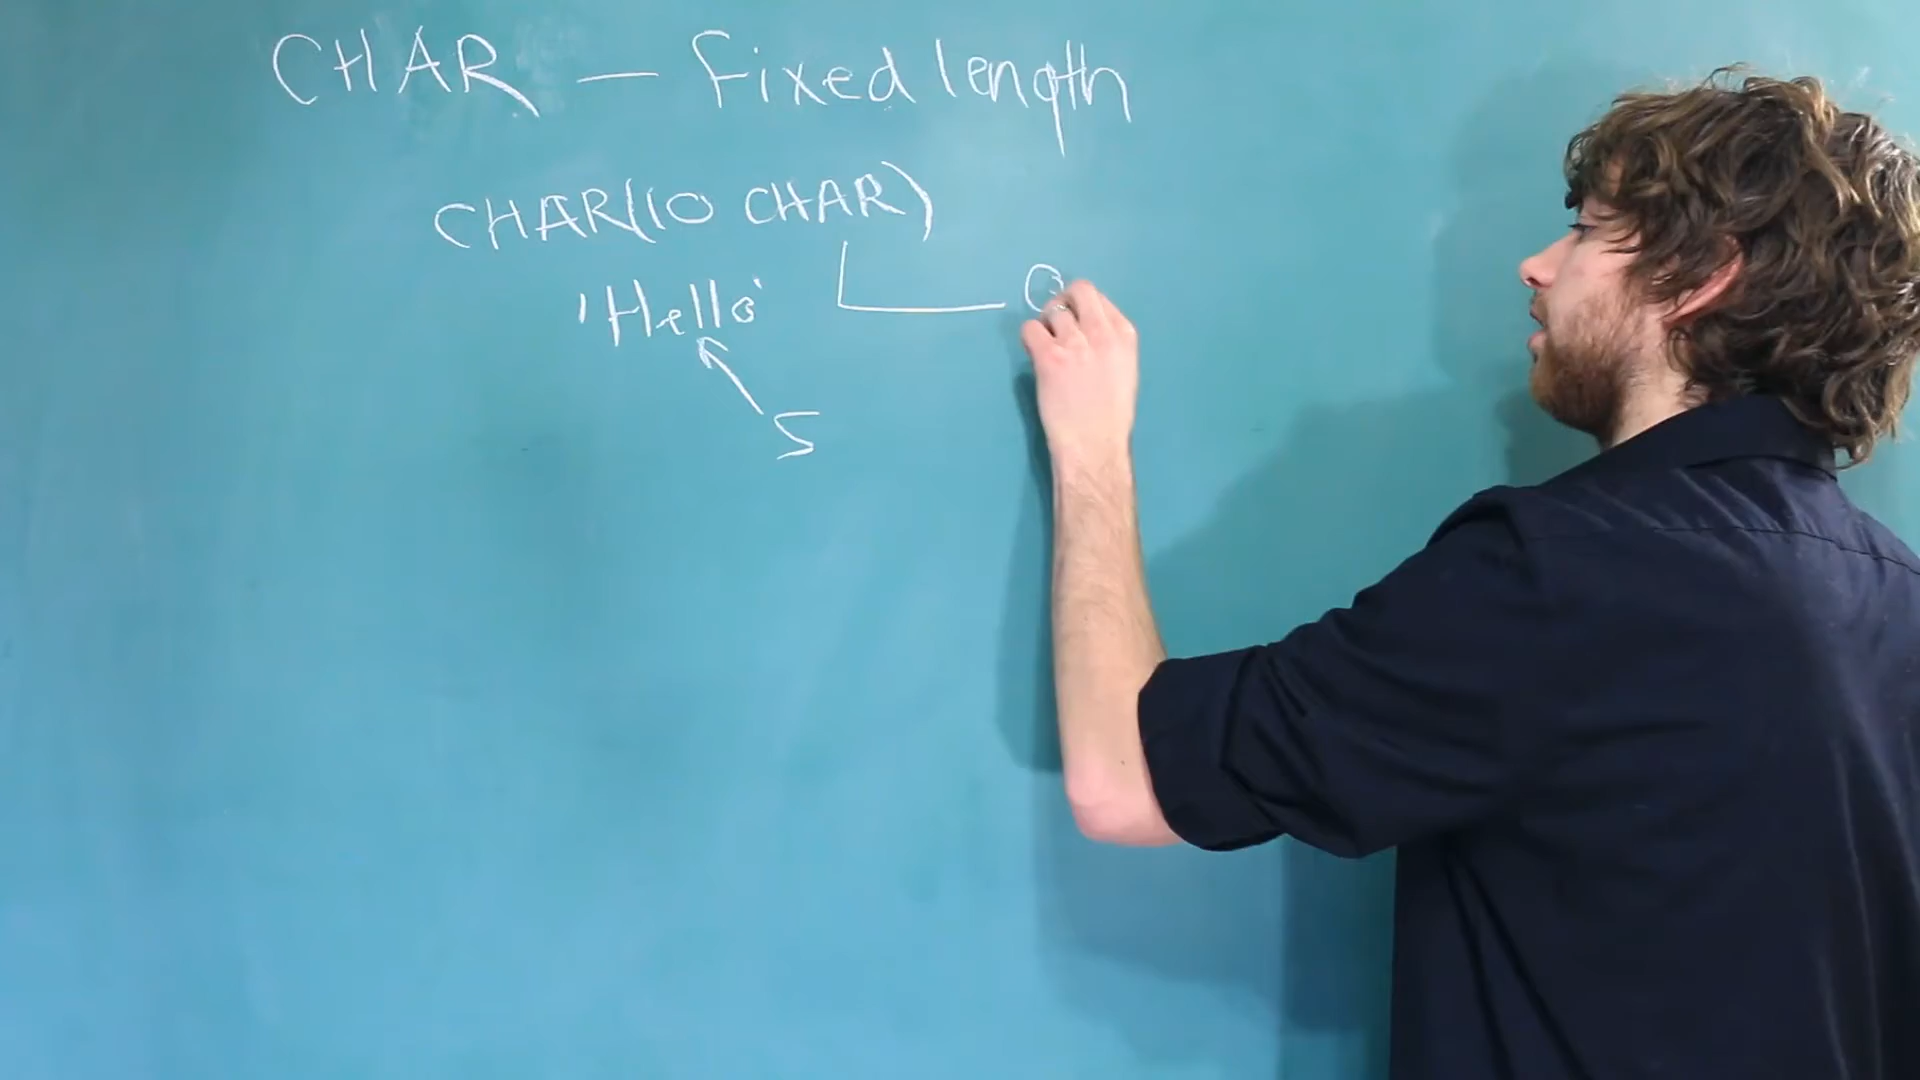 CHAR — Fixed length
CHAR(10 CHAR)
'Hello'
5